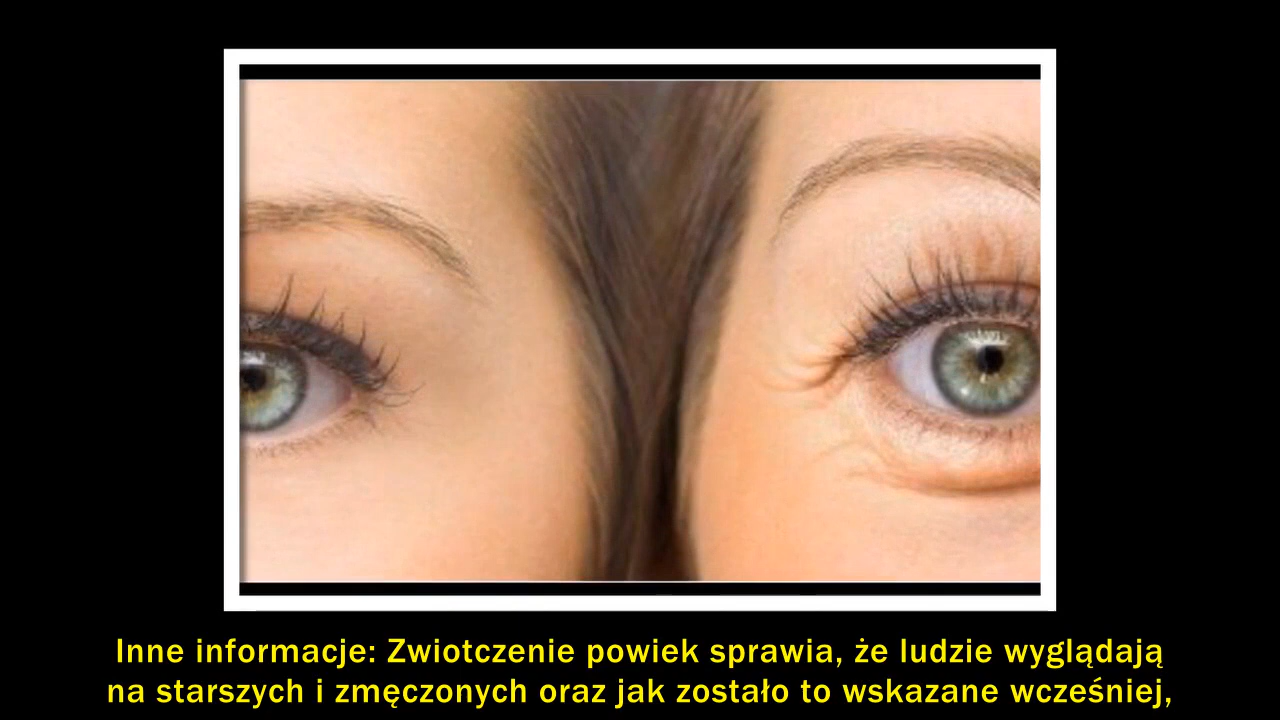 Inne informacje: Zwiotczenie powiek sprawia, że ludzie wyglądają
na starszych i zmęczonych oraz jak zostało to wskazane wcześniej,